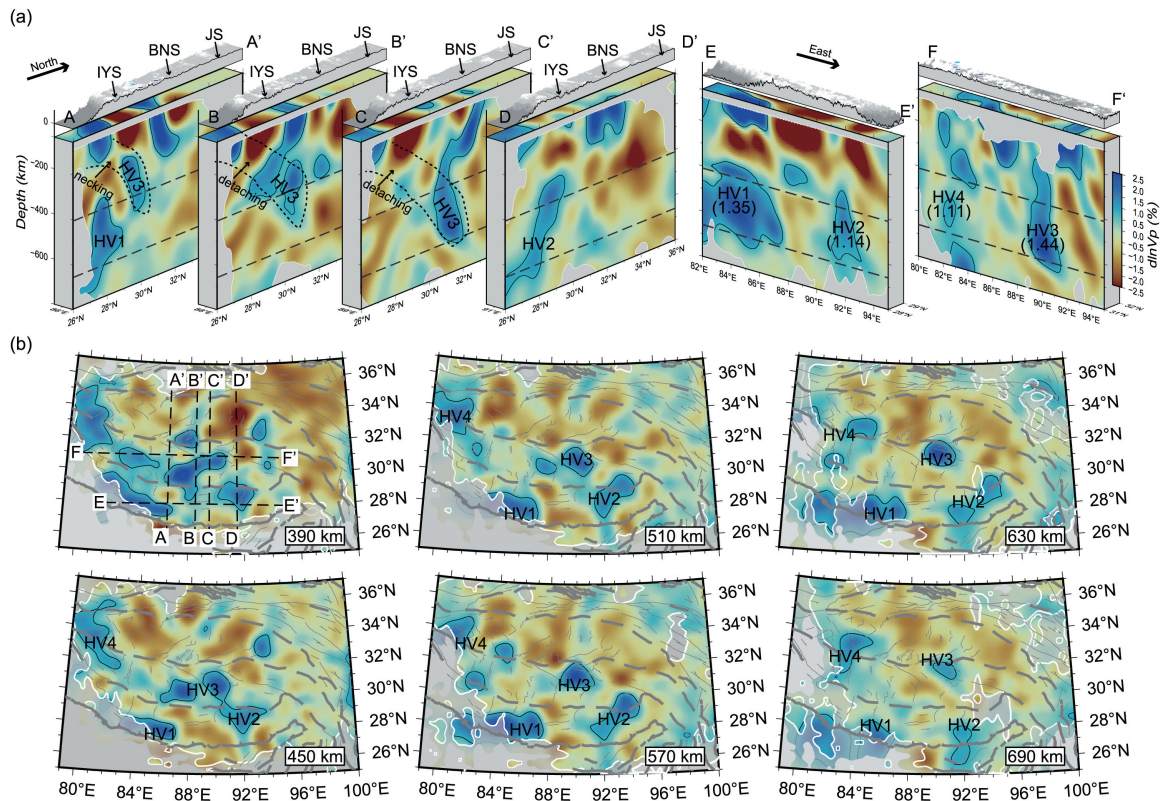 (a)
JS
BNS
A'
IYS
North
JS
BNS
B'
IYS
JS
BNS
C'
IYS
JS
BNS
D'
IYS
E
East
E'
F
F'
A
B
C
D
0
−200
−400
−600
Depth (km)
necking
HV3
HV1
detaching
HV3
detaching
HV3
HV2
HV1
(1.35)
HV2
(1.14)
HV4
(1.11)
HV3
(1.44)
2.5
2.0
1.5
1.0
0.5
0.0
−0.5
−1.0
−1.5
−2.0
−2.5
dlnVp (%)
26°N
28°N
30°N
32°N
26°N
28°N
30°N
32°N
26°N
28°N
30°N
32°N
26°N
28°N
30°N
32°N
34°N
36°N
82°E
84°E
86°E
88°E
90°E
92°E
94°E
80°E
82°E
84°E
86°E
88°E
90°E
92°E
94°E
31°N
32°N
(b)
A'
B'
C'
D'
F
F'
E
E'
A
B
C
D
390 km
36°N
34°N
32°N
30°N
28°N
26°N
HV4
HV3
HV2
HV1
510 km
36°N
34°N
32°N
30°N
28°N
26°N
HV4
HV3
HV2
HV1
630 km
36°N
34°N
32°N
30°N
28°N
26°N
HV4
HV3
HV2
HV1
450 km
36°N
34°N
32°N
30°N
28°N
26°N
80°E
84°E
88°E
92°E
96°E
100°E
HV4
HV3
HV2
HV1
570 km
36°N
34°N
32°N
30°N
28°N
26°N
80°E
84°E
88°E
92°E
96°E
100°E
HV4
HV3
HV1
HV2
690 km
36°N
34°N
32°N
30°N
28°N
26°N
80°E
84°E
88°E
92°E
96°E
100°E